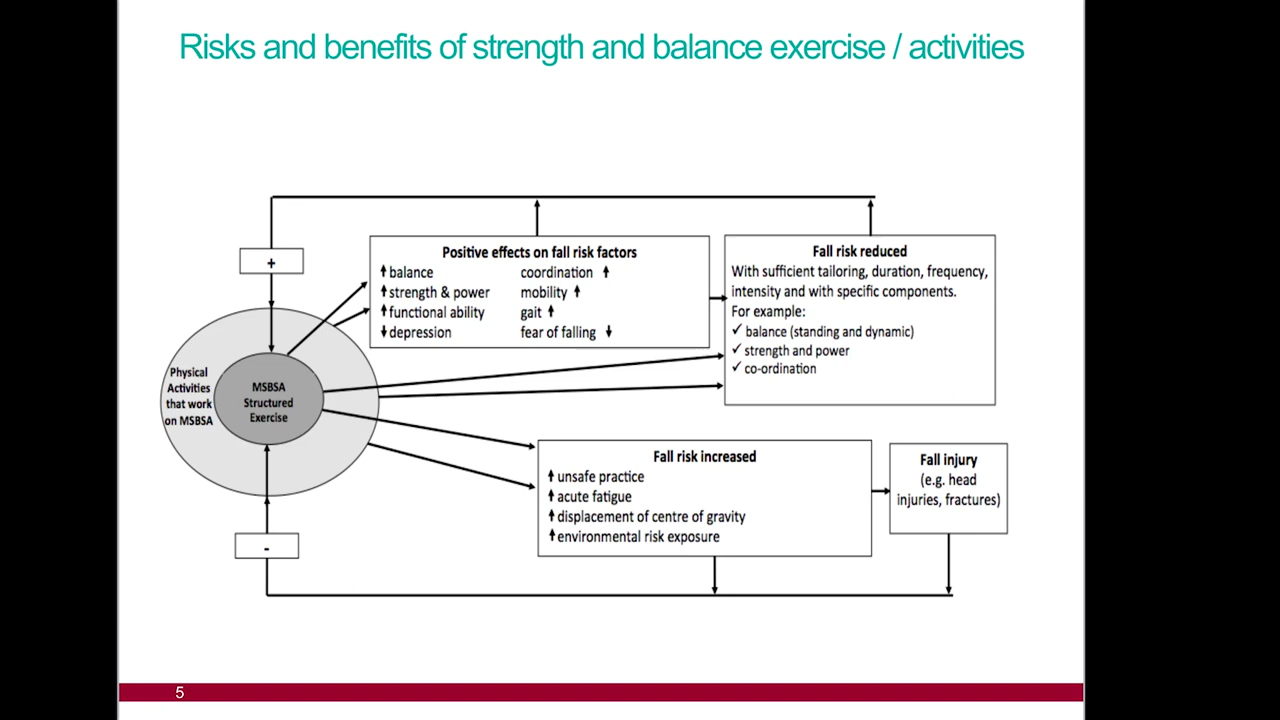 Risks and benefits of strength and balance exercise / activities
+
Positive effects on fall risk factors
↑ balance coordination ↑
↑ strength & power mobility ↑
↑ functional ability gait ↑
↓ depression fear of falling ↓
Fall risk reduced
With sufficient tailoring, duration, frequency,
intensity and with specific components.
For example:
✓ balance (standing and dynamic)
✓ strength and power
✓ co-ordination
Physical
Activities
that work
on MSBSA
MSBSA
Structured
Exercise
Fall risk increased
↑ unsafe practice
↑ acute fatigue
↑ displacement of centre of gravity
↑ environmental risk exposure
Fall injury
(e.g. head
injuries, fractures)
-
5